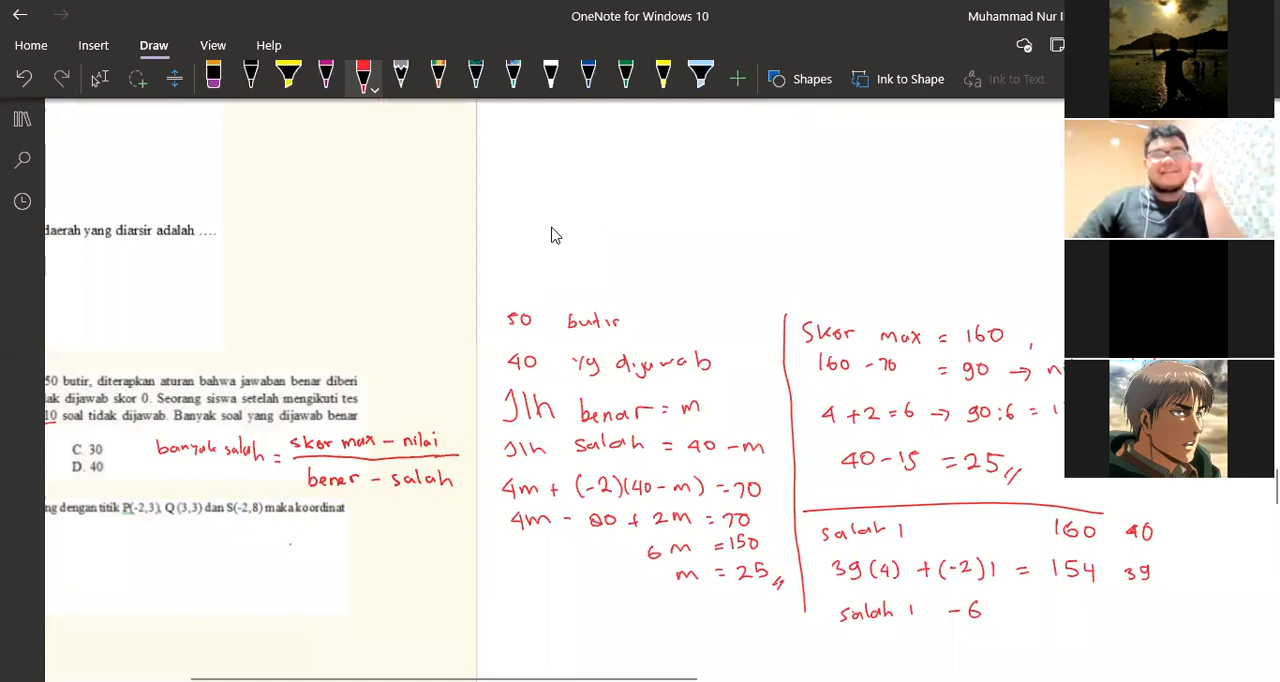 OneNote for Windows 10
Muhammad Nur
Home Insert Draw View Help
Shapes Ink to Shape Ink to Text
daerah yang diarsir adalah ....
50 butir, diterapkan aturan bahwa jawaban benar diberi
dijawab skor 0. Seorang siswa setelah mengikuti tes
10 soal tidak dijawab. Banyak soal yang dijawab benar
C. 30
D. 40
banyak salah = skor max - nilai
benar - salah
dengan titik P(-2,3), Q (3,3) dan S(-2,8) maka koordinat
50 butir
40 yg dijawab
Jlh benar = m
Jlh salah = 40 - m
4m + (-2)(40 - m) = 70
4m - 80 + 2m = 70
6 m = 150
m = 25
Skor max = 160
160 - 70 = 90 →
4 + 2 = 6 → 90 : 6 =
40 - 15 = 25
salah 1 160 40
39(4) + (-2)1 = 154 39
salah 1 - 6